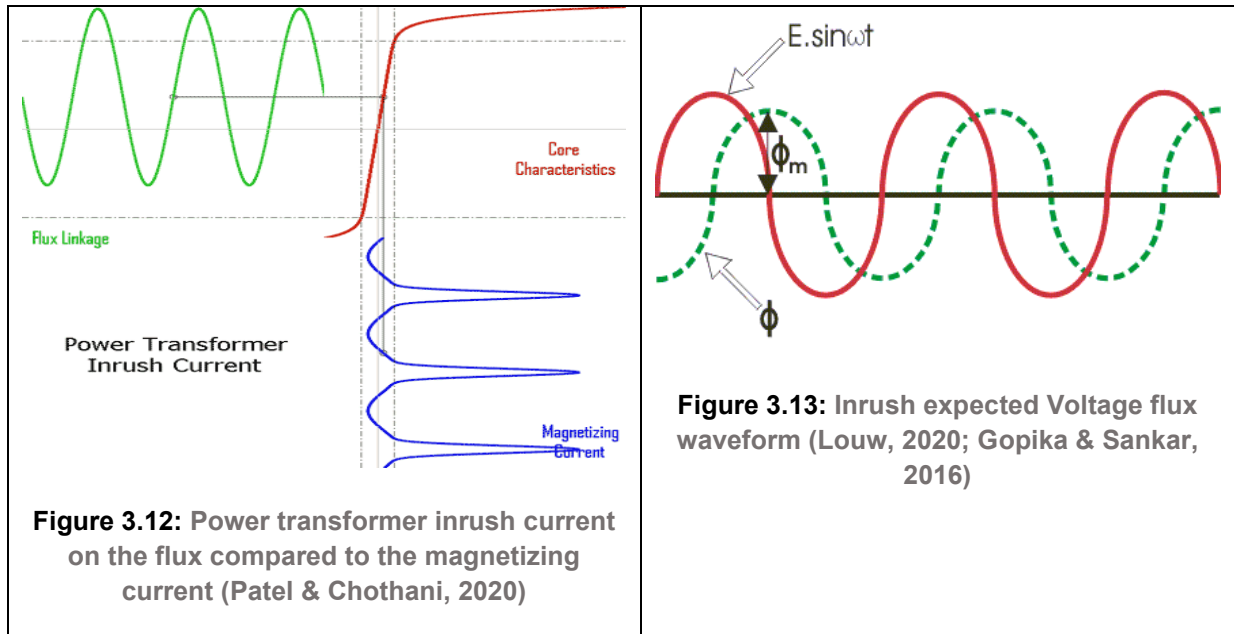 Core
Characteristics
Flux Linkage
Power Transformer
Inrush Current
Magnetizing
Current
Figure 3.12: Power transformer inrush current
on the flux compared to the magnetizing
current (Patel & Chothani, 2020)
E.sinωt
ϕm
ϕ
Figure 3.13: Inrush expected Voltage flux
waveform (Louw, 2020; Gopika & Sankar,
2016)